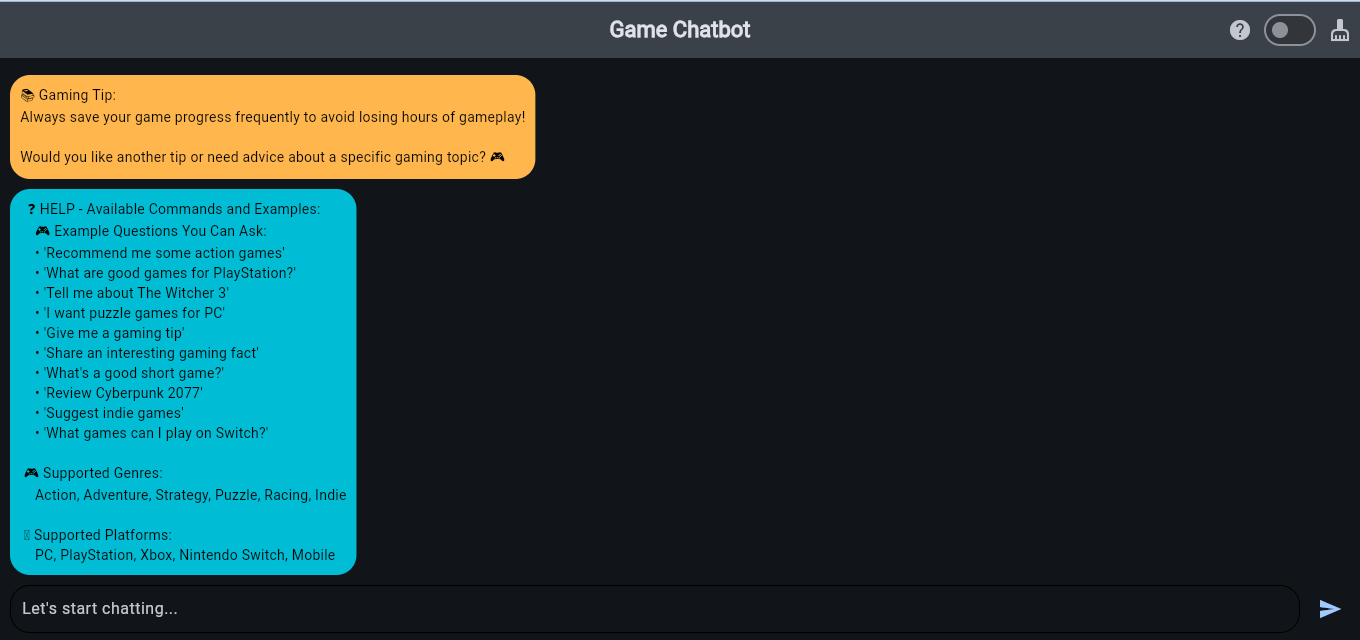 Game Chatbot
📚 Gaming Tip:
Always save your game progress frequently to avoid losing hours of gameplay!
Would you like another tip or need advice about a specific gaming topic? 🎮
❓ HELP - Available Commands and Examples:
🎮 Example Questions You Can Ask:
• 'Recommend me some action games'
• 'What are good games for PlayStation?'
• 'Tell me about The Witcher 3'
• 'I want puzzle games for PC'
• 'Give me a gaming tip'
• 'Share an interesting gaming fact'
• 'What's a good short game?'
• 'Review Cyberpunk 2077'
• 'Suggest indie games'
• 'What games can I play on Switch?'
🎮 Supported Genres:
Action, Adventure, Strategy, Puzzle, Racing, Indie
Supported Platforms:
PC, PlayStation, Xbox, Nintendo Switch, Mobile
Let's start chatting...